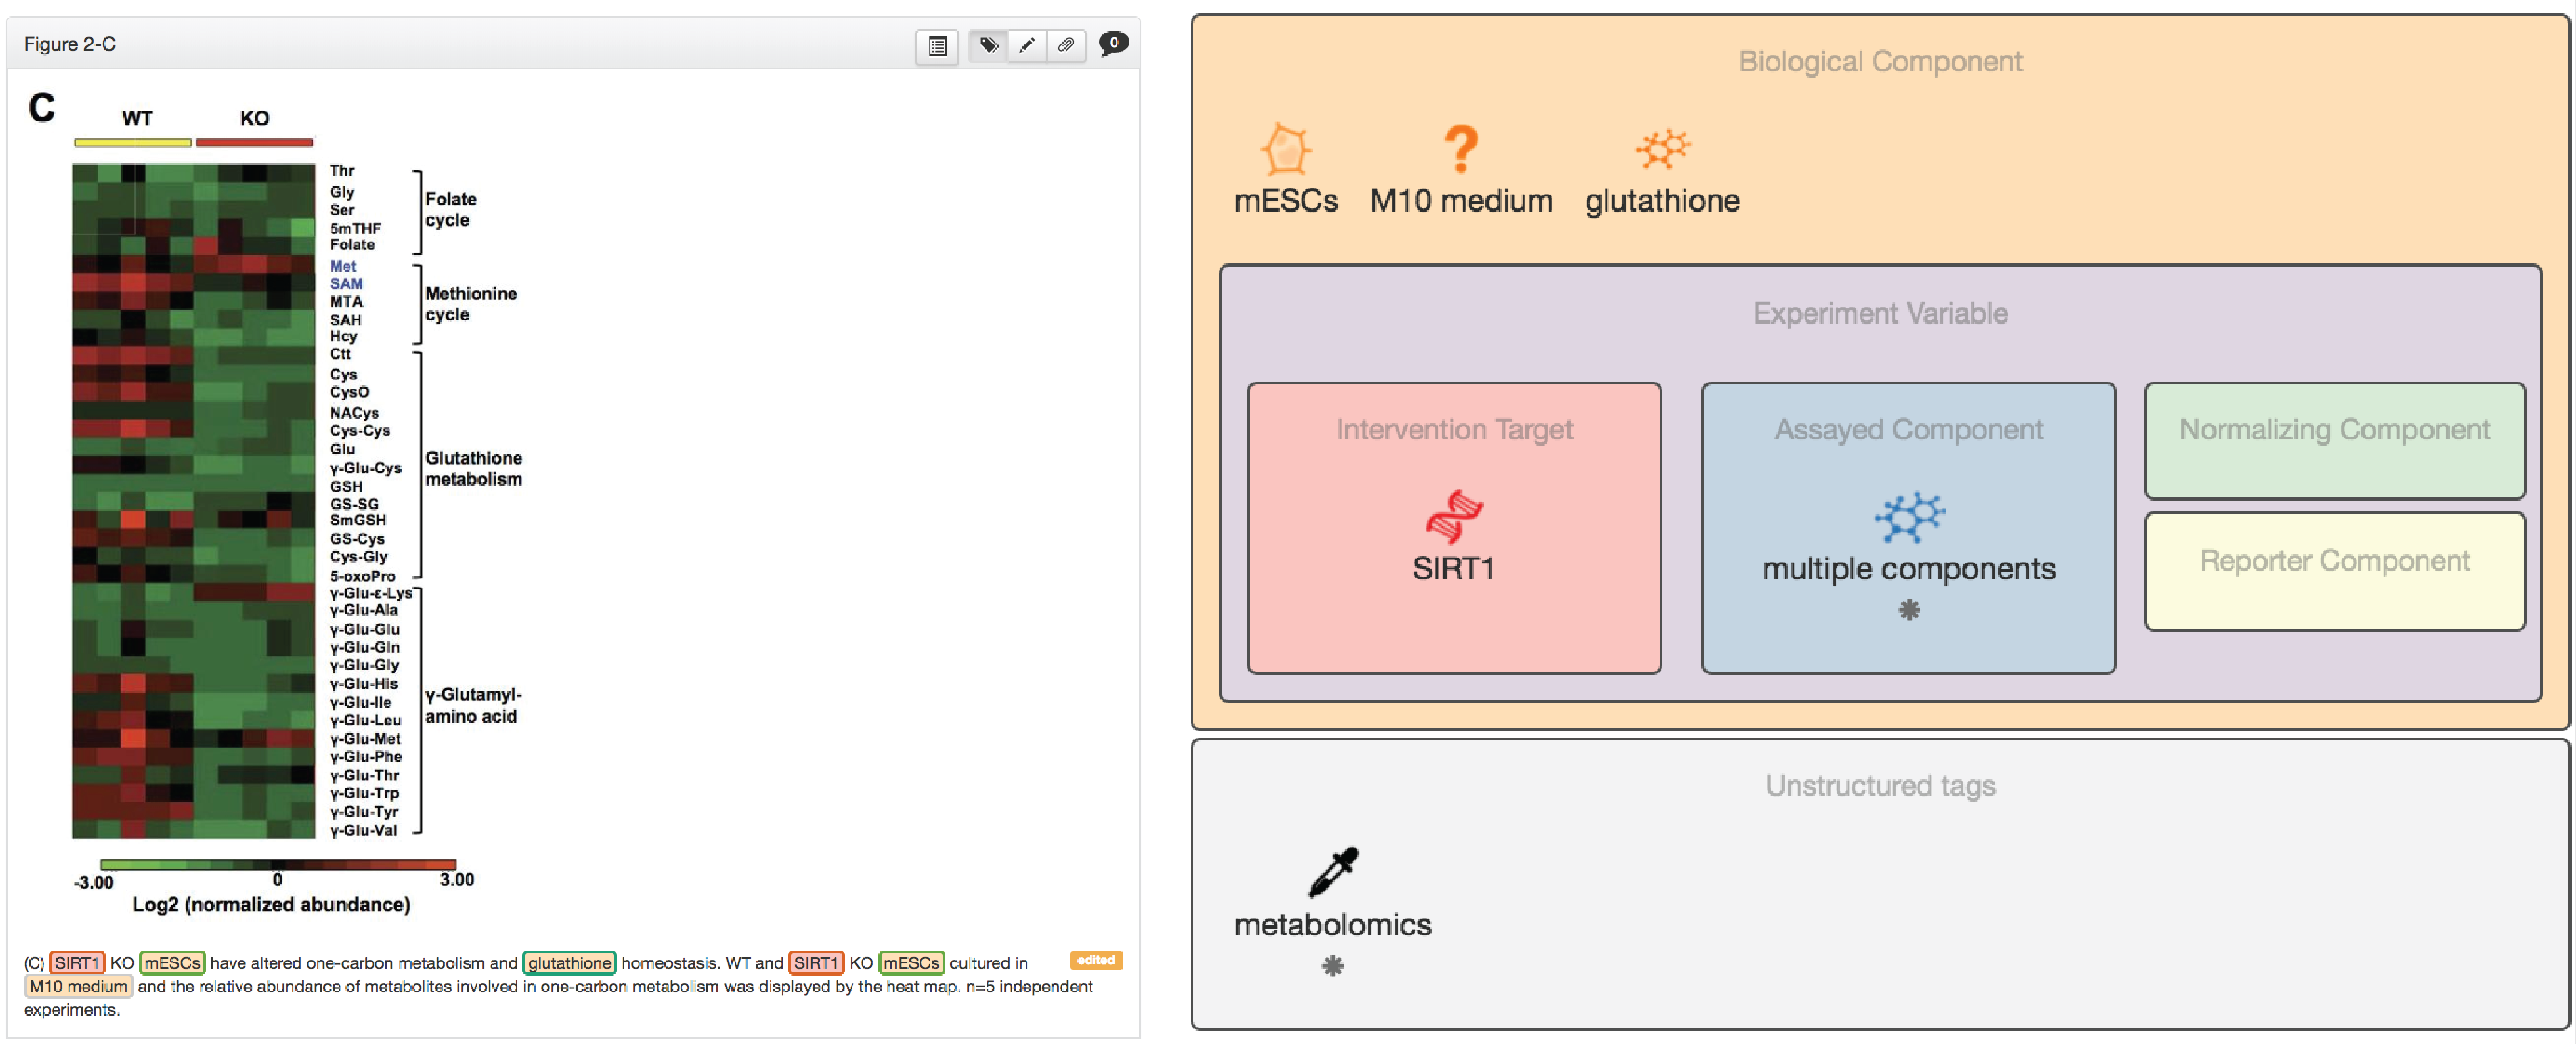 Figure 2-C
0
C
WT KO
Thr
Gly
Ser
5mTHF
Folate
Folate
cycle
Met
SAM
MTA
SAH
Hcy
Methionine
cycle
Ctt
Cys
CysO
NACys
Cys-Cys
Glu
γ-Glu-Cys
GSH
GS-SG
SmGSH
GS-Cys
Cys-Gly
5-oxoPro
Glutathione
metabolism
γ-Glu-ε-Lys
γ-Glu-Ala
γ-Glu-Glu
γ-Glu-Gln
γ-Glu-Gly
γ-Glu-His
γ-Glu-Ile
γ-Glu-Leu
γ-Glu-Met
γ-Glu-Phe
γ-Glu-Thr
γ-Glu-Trp
γ-Glu-Tyr
γ-Glu-Val
γ-Glutamyl-
amino acid
-3.00 0 3.00
Log2 (normalized abundance)
(C) SIRT1 KO mESCs have altered one-carbon metabolism and glutathione homeostasis. WT and SIRT1 KO mESCs cultured in
M10 medium and the relative abundance of metabolites involved in one-carbon metabolism was displayed by the heat map. n=5 independent
experiments.
edited
Biological Component
?
mESCs M10 medium glutathione
Experiment Variable
Intervention Target
SIRT1
Assayed Component
multiple components
*
Normalizing Component
Reporter Component
Unstructured tags
metabolomics
*